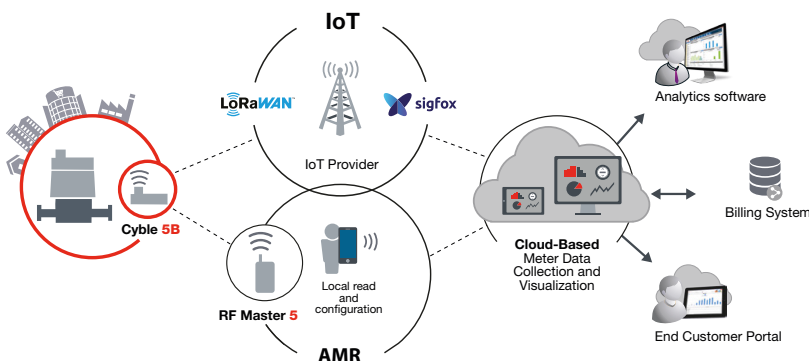 IoT
LoRaWAN™
sigfox
IoT Provider
Cyble 5B
RF Master 5
Local read
and
configuration
AMR
Cloud-Based
Meter Data
Collection and
Visualization
Analytics software
Billing System
End Customer Portal